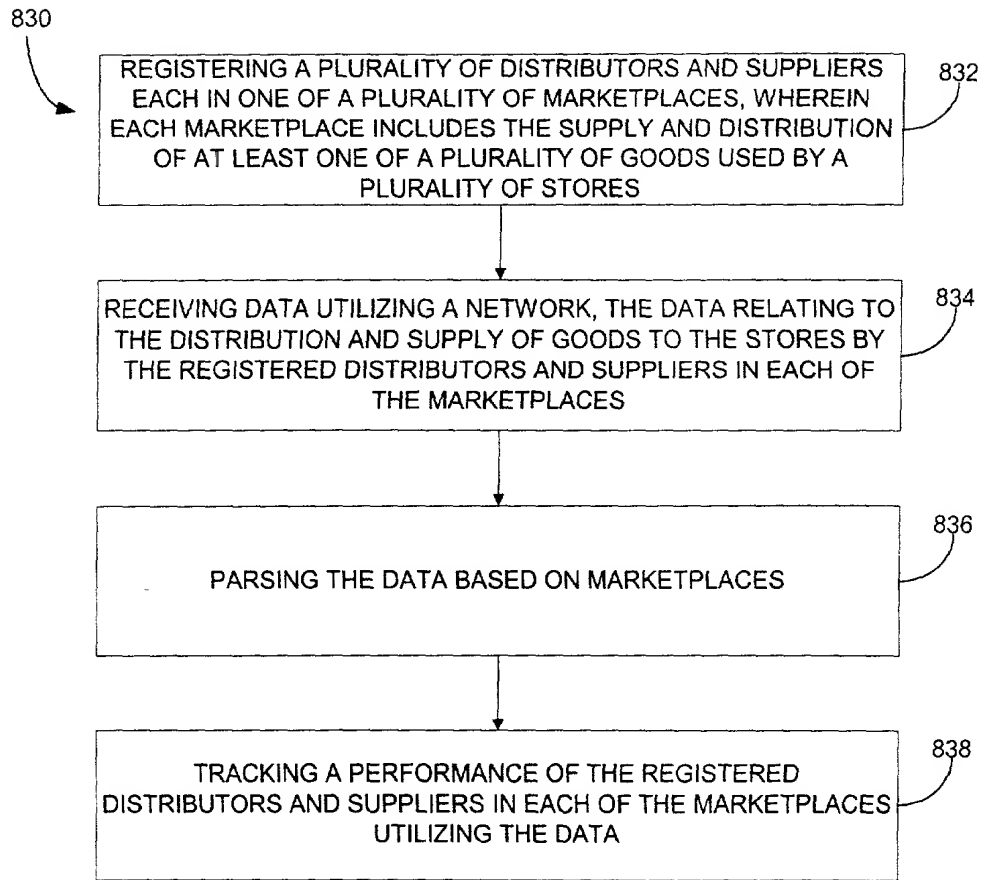 830
REGISTERING A PLURALITY OF DISTRIBUTORS AND SUPPLIERS
EACH IN ONE OF A PLURALITY OF MARKETPLACES, WHEREIN
EACH MARKETPLACE INCLUDES THE SUPPLY AND DISTRIBUTION
OF AT LEAST ONE OF A PLURALITY OF GOODS USED BY A
PLURALITY OF STORES
832
RECEIVING DATA UTILIZING A NETWORK, THE DATA RELATING TO
THE DISTRIBUTION AND SUPPLY OF GOODS TO THE STORES BY
THE REGISTERED DISTRIBUTORS AND SUPPLIERS IN EACH OF
THE MARKETPLACES
834
PARSING THE DATA BASED ON MARKETPLACES
836
TRACKING A PERFORMANCE OF THE REGISTERED
DISTRIBUTORS AND SUPPLIERS IN EACH OF THE MARKETPLACES
UTILIZING THE DATA
838